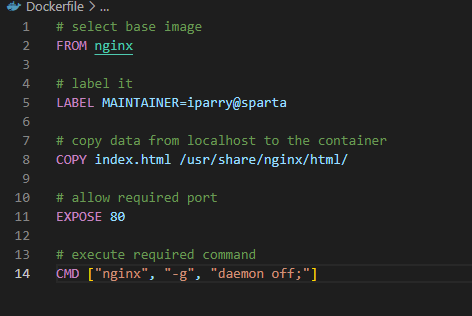 Dockerfile > ...
1 # select base image
2 FROM nginx
3
4 # label it
5 LABEL MAINTAINER=iparry@sparta
6
7 # copy data from localhost to the container
8 COPY index.html /usr/share/nginx/html/
9
10 # allow required port
11 EXPOSE 80
12
13 # execute required command
14 CMD ["nginx", "-g", "daemon off;"]